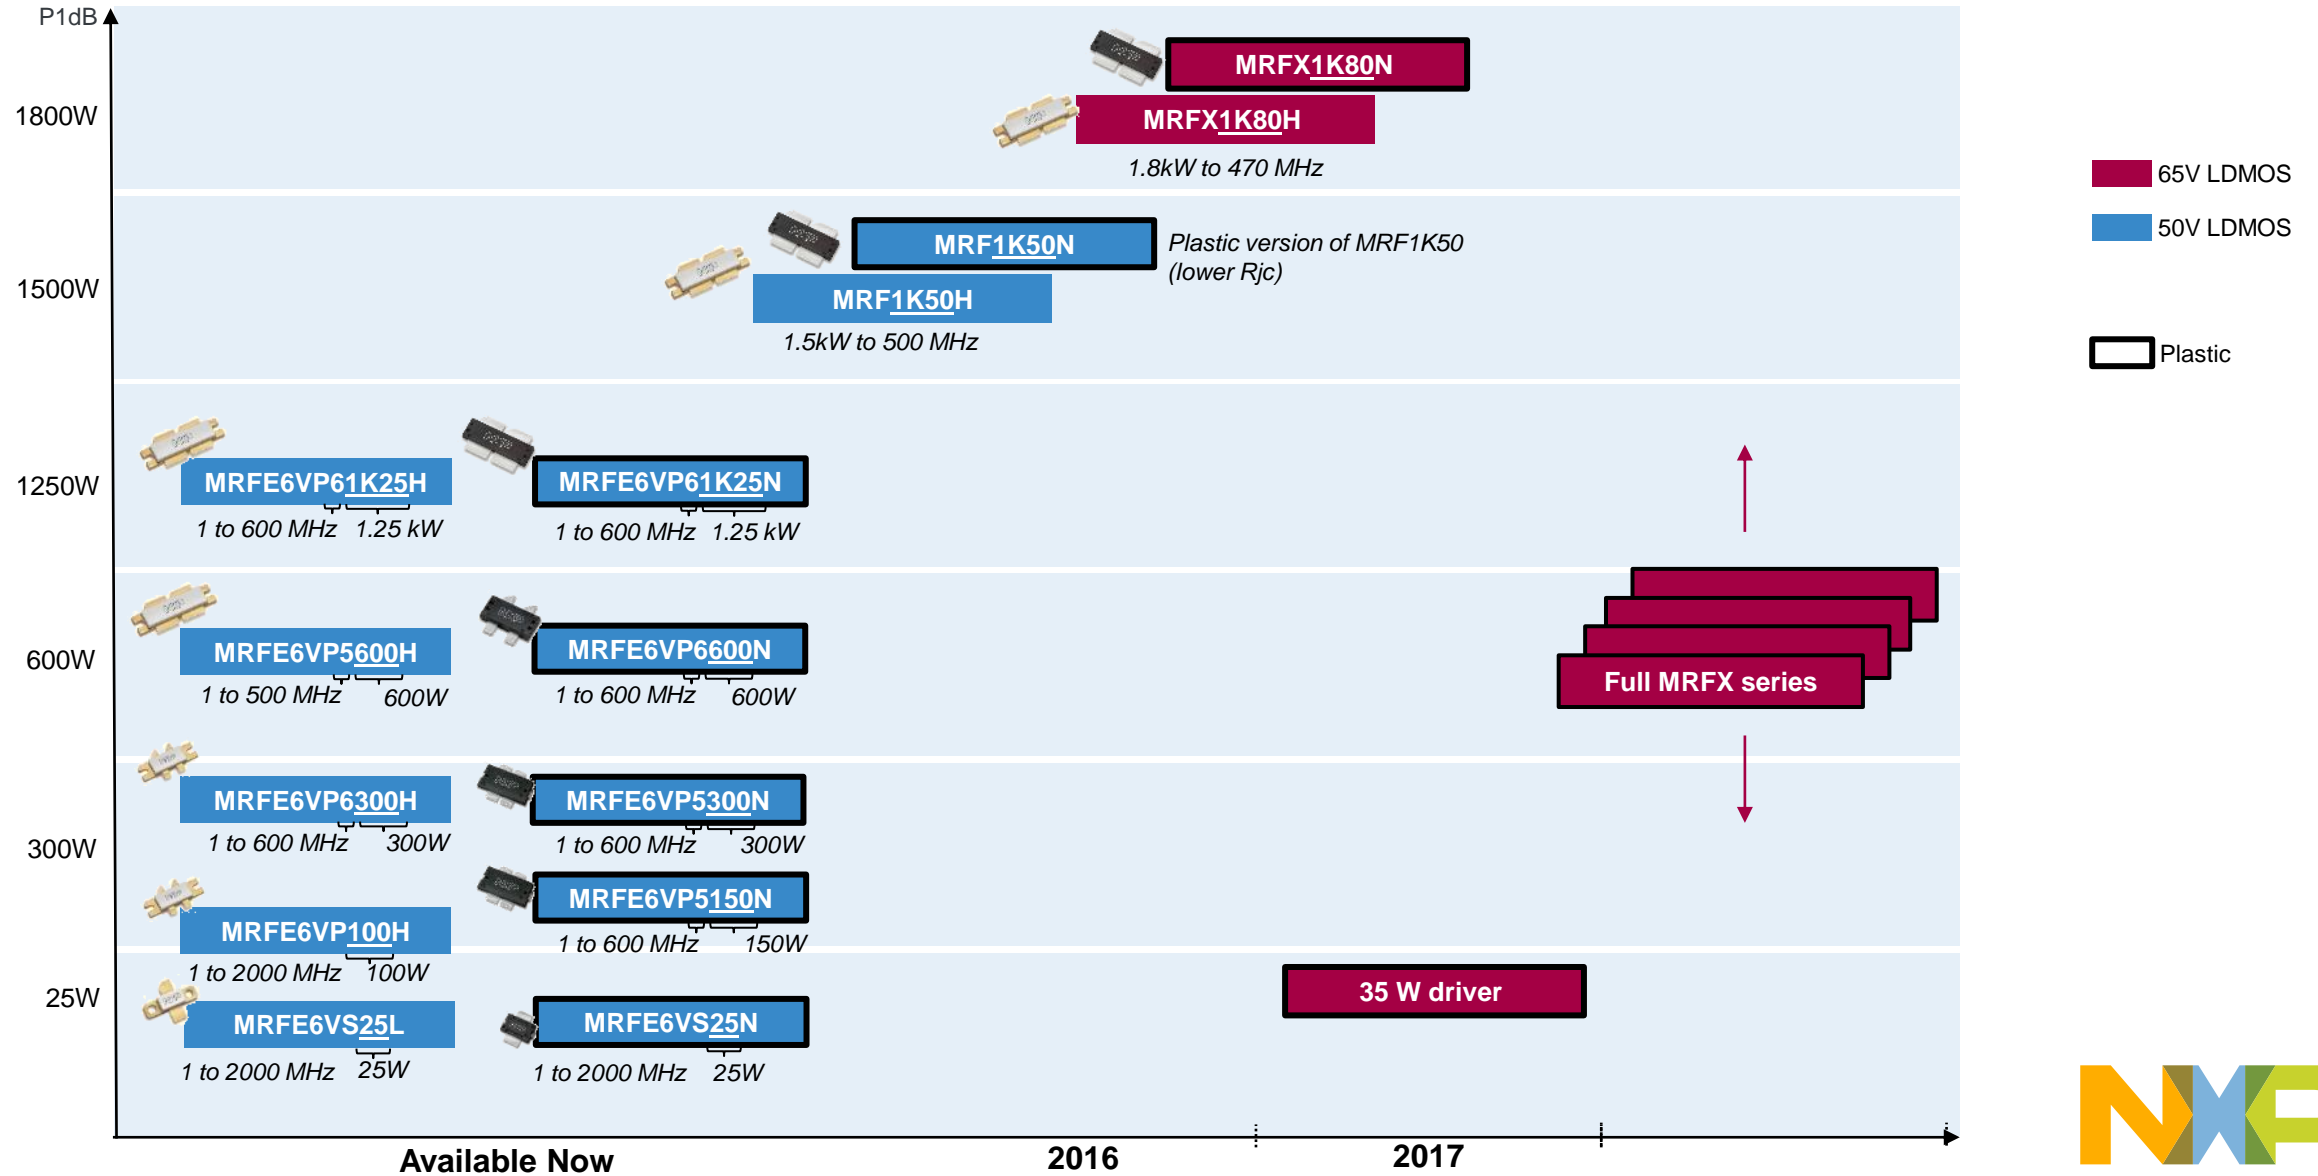 P1dB
MRFX1K80N
1800W
MRFX1K80H
1.8kW to 470 MHz
65V LDMOS
50V LDMOS
MRF1K50N
Plastic version of MRF1K50
(lower Rjc)
1500W
MRF1K50H
1.5kW to 500 MHz
Plastic
1250W
MRFE6VP61K25H
MRFE6VP61K25N
1 to 600 MHz 1.25 kW
1 to 600 MHz 1.25 kW
600W
MRFE6VP5600H
MRFE6VP6600N
Full MRFX series
1 to 500 MHz 600W
1 to 600 MHz 600W
MRFE6VP6300H
MRFE6VP5300N
1 to 600 MHz 300W
1 to 600 MHz 300W
300W
MRFE6VP5150N
MRFE6VP100H
1 to 600 MHz 150W
1 to 2000 MHz 100W
25W
35 W driver
MRFE6VS25L
MRFE6VS25N
1 to 2000 MHz 25W
1 to 2000 MHz 25W
Available Now
2016
2017
NXP